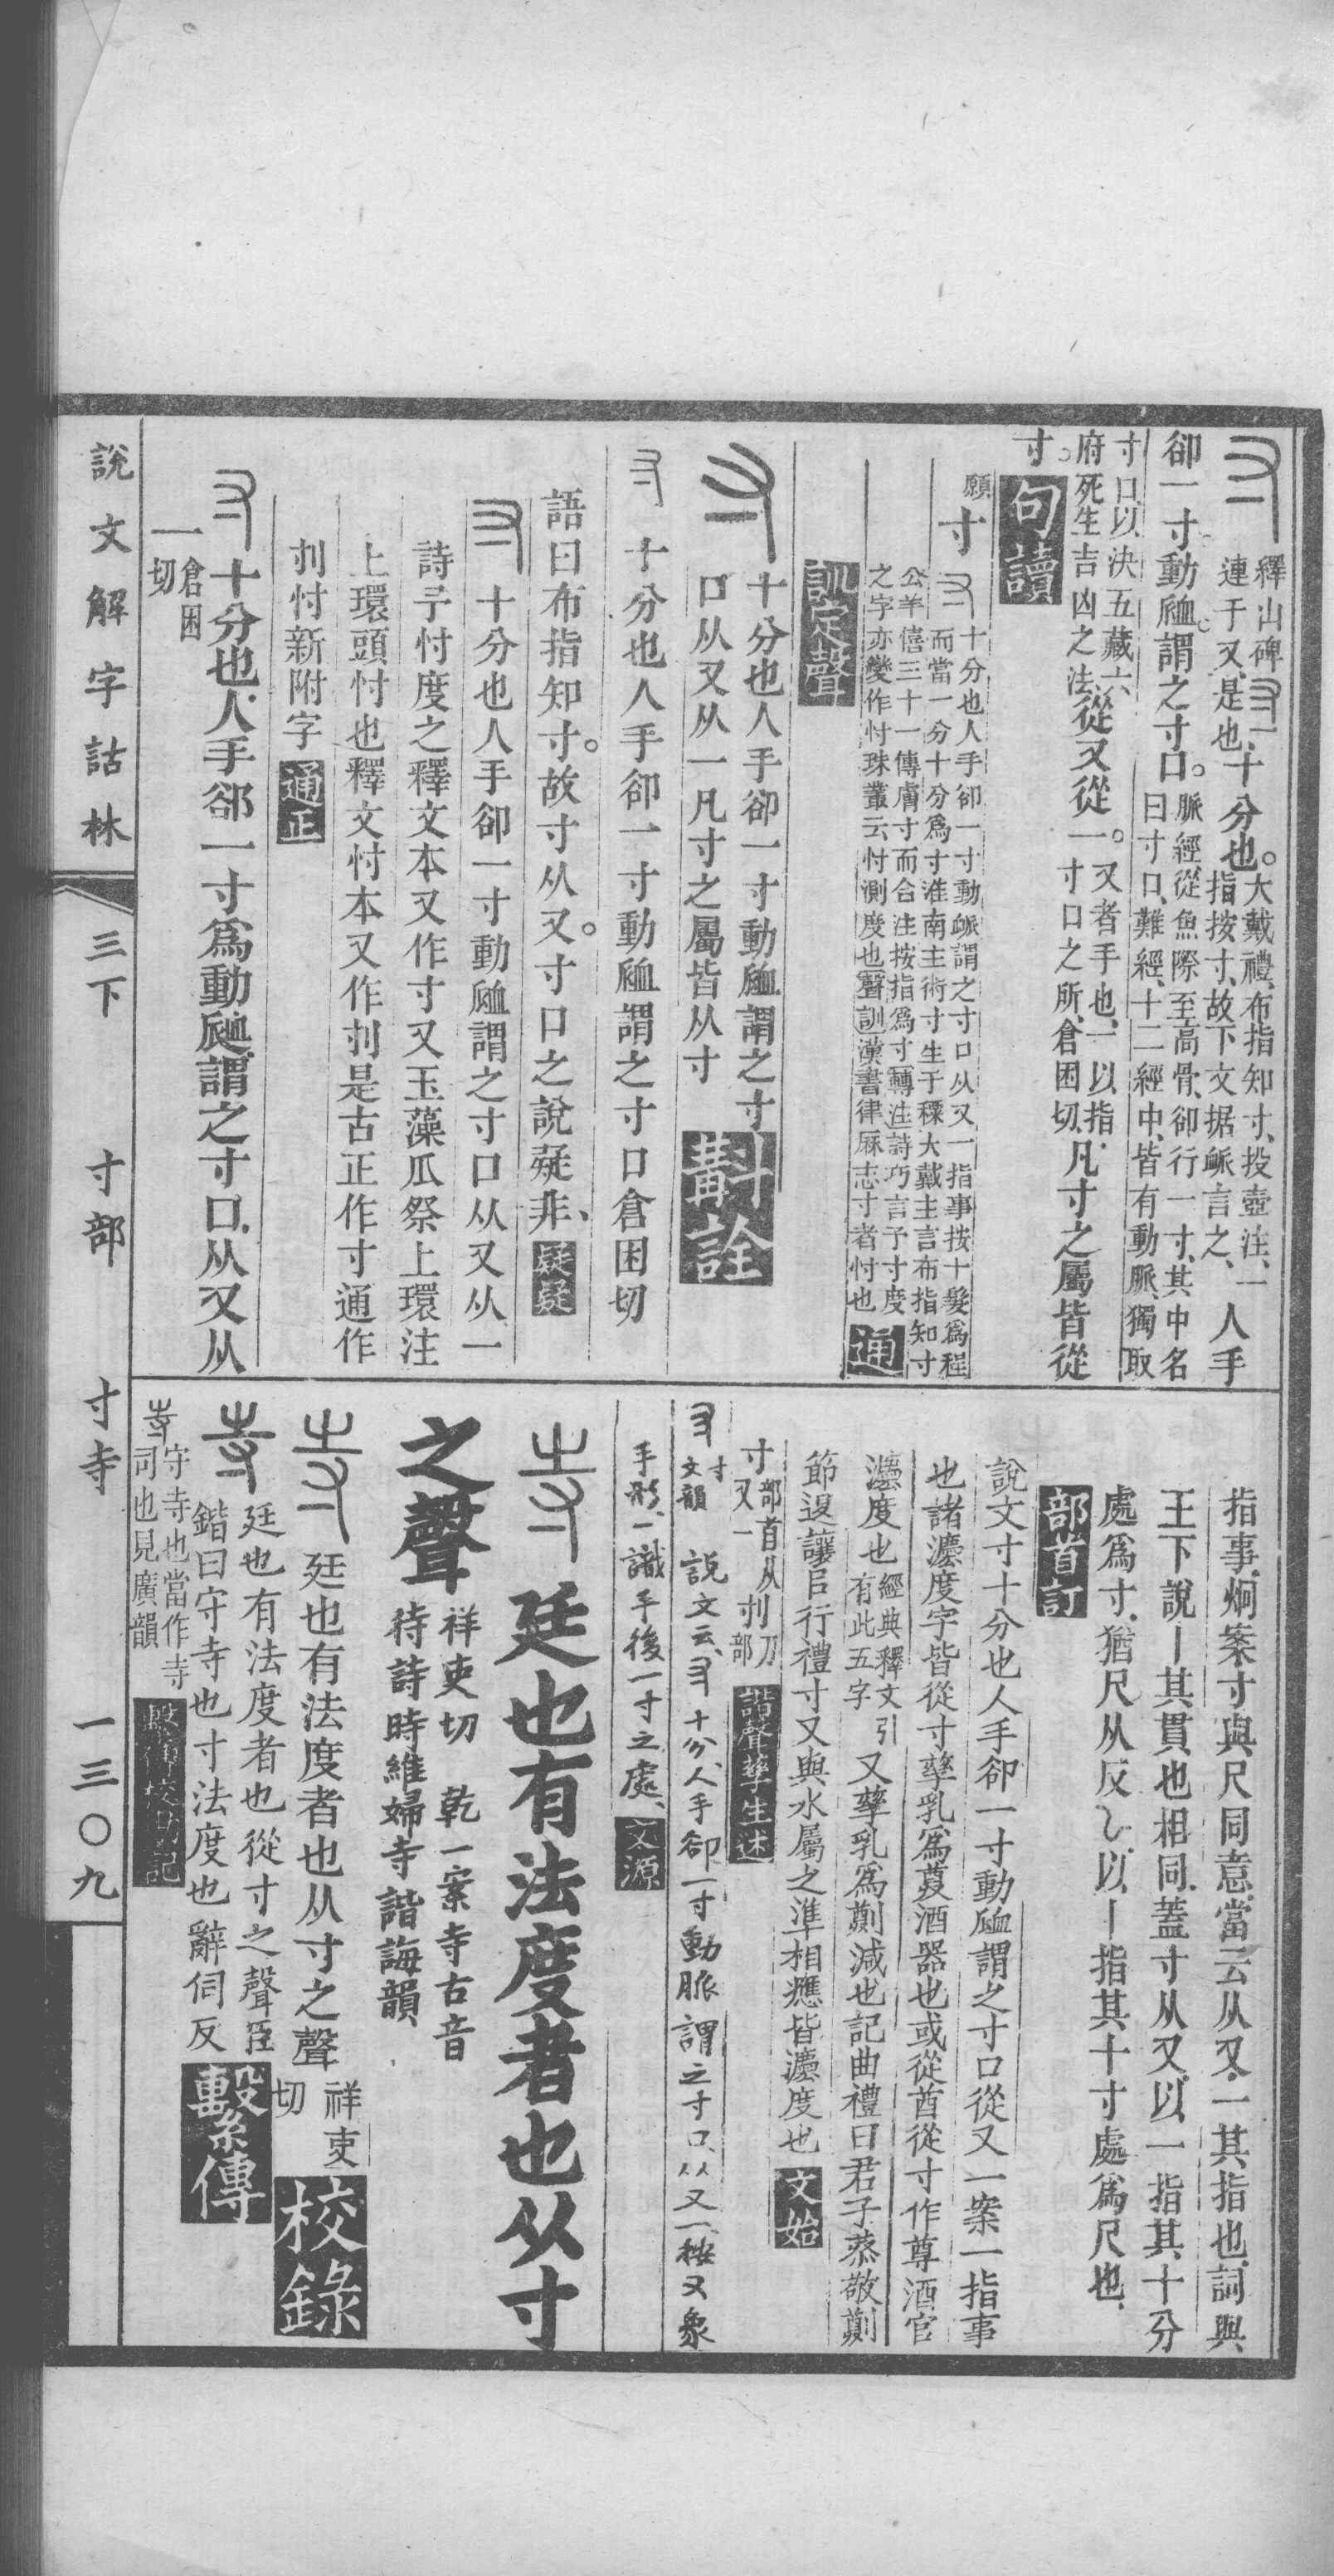 釋山碑
連于又是也
十分也。
大戴禮布指知寸投壺注一
指按寸故下文据𧖴言之
人手
卻一寸動𧖴謂之寸口。
脈經從魚際至高骨卻行一寸其中名
曰寸口難經十二經中皆有動脈獨取
寸口以決五藏六
府死生吉凶之法
從又從一。
又者手也一以指
寸口之所倉困切
凡寸之屬皆從
寸。
句讀
願
寸
十分也人手卻一寸動𧖴謂之寸口从又一指事按十髮爲程
而當一分十分爲寸淮南主術寸生于䅺大戴主言布指知寸
公羊僖三十一傳膚寸而合注按指爲寸轉注詩巧言予寸度
之字亦變作忖珠叢云忖測度也聲訓漢書律厤志寸者忖也
通
訓定聲
十分也人手卻一寸動𧖴謂之寸
口从又从一凡寸之屬皆从寸
斠詮
十分也人手卻一寸動𧖴謂之寸口倉困切
語曰布指知寸。故寸从又。寸口之說疑非
疑疑
十分也人手卻一寸動𧖴謂之寸口从又从一
詩予忖度之釋文本又作寸又玉藻瓜祭上環注
上環頭忖也釋文忖本又作刌是古正作寸通作
刌忖新附字
通正
十分也人手郤一寸爲動𧖴謂之寸口从又从
一
倉困
切
說文解字詁林
三下
寸部
寸寺
一三〇九
指事炯案寸與尺同意當云从又一其指也詞與
王下說丨其貫也相同蓋寸从又以一指其十分
處爲寸猶尺从反乀以丨指其十寸處爲尺也
部首訂
說文寸十分也人手卻一寸動𧖴謂之寸口從又一案一指事
也諸灋度字皆從寸孳乳爲𢍜酒器也或從酋從寸作尊酒官
灋度也
經典釋文引
有此五字
又孳乳爲劕減也記曲禮曰君子恭敬劕
節退讓㠯行禮寸又與水屬之準相應皆灋度也
文始
寸
部首从
又一
刌
刀
部
諧聲孳生述
寸
文韻
說文云
十分人手卻一寸動脈謂之寸口从又一按又象
手形一識手後一寸之處
文源
廷也有法度者也从寸
之聲
祥吏切 乾一案寺古音
待詩時維婦寺諧誨韻
廷也有法度者也从寸之聲
祥吏
切
校錄
廷也有法度者也從寸之聲臣
鍇曰守寺也寸法度也 辭伺反
繫傳
守寺也當作寺
司也見廣韻
繫傳校勘記